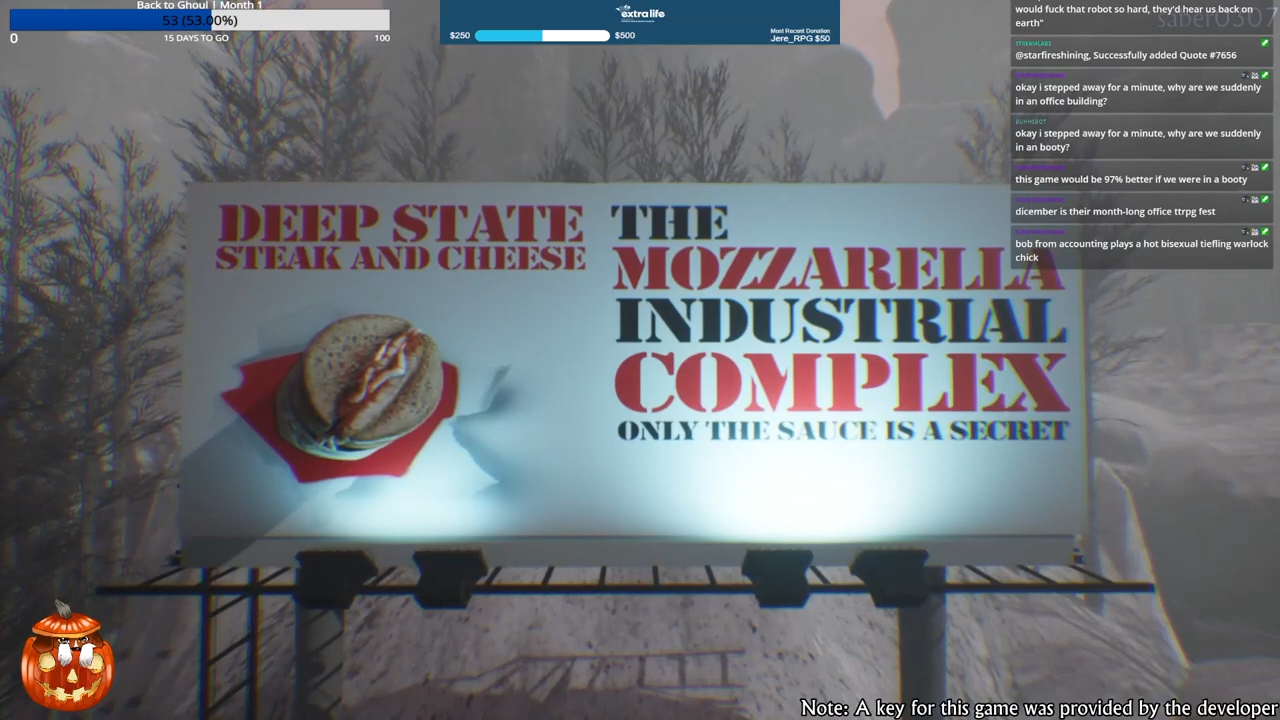 Back to Ghoul | Month 1
53 (53.00%)
0
15 DAYS TO GO
100
extra life
$250
$500
Most Recent Donation
Jere_RPG $50
would fuck a robot so hard, they'd hear us back on
earth"
STREAMLABS
@starfireshining, Successfully added Quote #7656
okay i stepped away for a minute, why are we suddenly
in an office building?
BUHHSBOT
okay i stepped away for a minute, why are we suddenly
in an booty?
this game would be 97% better if we were in a booty
dicember is their month-long office ttrpg fest
bob from accounting plays a hot bisexual tiefling warlock
chick
DEEP STATE
STEAK AND CHEESE
THE
MOZZARELLA
INDUSTRIAL
COMPLEX
ONLY THE SAUCE IS A SECRET
Note: A key for this game was provided by the developer